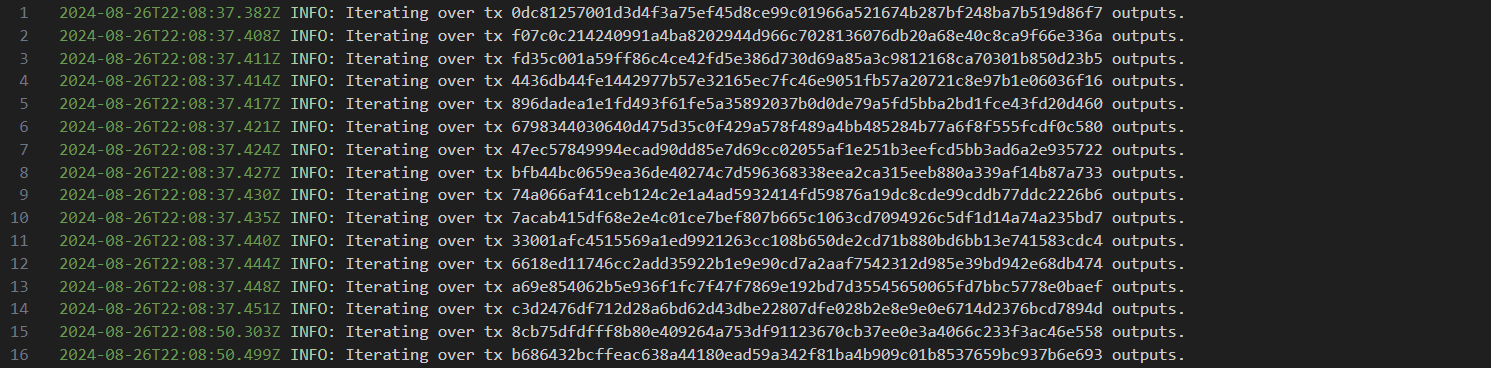 1 2024-08-26T22:08:37.382Z INFO: Iterating over tx 0dc81257001d3d4f3a75ef45d8ce99c01966a521674b287bf248ba7b519d86f7 outputs.
2 2024-08-26T22:08:37.408Z INFO: Iterating over tx f07c0c214240991a4ba8202944d966c7028136076db20a68e40c8ca9f66e336a outputs.
3 2024-08-26T22:08:37.411Z INFO: Iterating over tx fd35c001a59ff86c4ce42fd5e386d730d69a85a3c9812168ca70301b850d23b5 outputs.
4 2024-08-26T22:08:37.414Z INFO: Iterating over tx 4436db44fe1442977b57e32165ec7fc46e9051fb57a20721c8e97b1e06036f16 outputs.
5 2024-08-26T22:08:37.417Z INFO: Iterating over tx 896dadea1e1fd493f61fe5a35892037b0d0de79a5fd5bba2bd1fce43fd20d460 outputs.
6 2024-08-26T22:08:37.421Z INFO: Iterating over tx 6798344030640d475d35c0f429a578f489a4bb485284b77a6f8f555fcdf0c580 outputs.
7 2024-08-26T22:08:37.424Z INFO: Iterating over tx 47ec57849994ecad90dd85e7d69cc02055af1e251b3eefcd5bb3ad6a2e935722 outputs.
8 2024-08-26T22:08:37.427Z INFO: Iterating over tx bfb44bc0659ea36de40274c7d596368338eea2ca315eeb880a339af14b87a733 outputs.
9 2024-08-26T22:08:37.430Z INFO: Iterating over tx 74a066af41ceb124c2e1a4ad5932414fd59876a19dc8cde99cddb77ddc2226b6 outputs.
10 2024-08-26T22:08:37.435Z INFO: Iterating over tx 7acab415df68e2e4c01ce7bef807b665c1063cd7094926c5df1d14a74a235bd7 outputs.
11 2024-08-26T22:08:37.440Z INFO: Iterating over tx 33001afc4515569a1ed9921263cc108b650de2cd71b880bd6bb13e741583cdc4 outputs.
12 2024-08-26T22:08:37.444Z INFO: Iterating over tx 6618ed11746cc2add35922b1e9e90cd7a2aaf7542312d985e39bd942e68db474 outputs.
13 2024-08-26T22:08:37.448Z INFO: Iterating over tx a69e854062b5e936f1fc7f47f7869e192bd7d35545650065fd7bbc5778e0baef outputs.
14 2024-08-26T22:08:37.451Z INFO: Iterating over tx c3d2476df712d28a6bd62d43dbe22807dfe028b2e8e9e0e6714d2376bcd7894d outputs.
15 2024-08-26T22:08:50.303Z INFO: Iterating over tx 8cb75dfdfff8b80e409264a753df91123670cb37ee0e3a4066c233f3ac46e558 outputs.
16 2024-08-26T22:08:50.499Z INFO: Iterating over tx b686432bcffeac638a44180ead59a342f81ba4b909c01b8537659bc937b6e693 outputs.